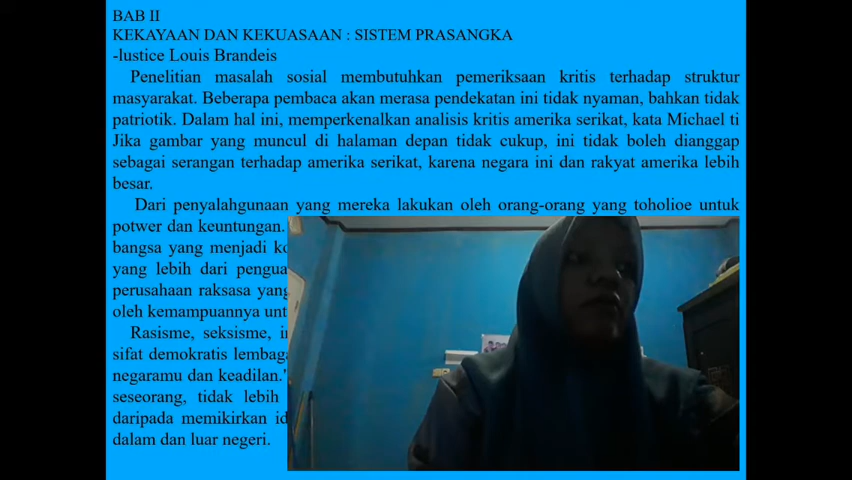 BAB II
KEKAYAAN DAN KEKUASAAN : SISTEM PRASANGKA
-lustice Louis Brandeis
Penelitian masalah sosial membutuhkan pemeriksaan kritis terhadap struktur
masyarakat. Beberapa pembaca akan merasa pendekatan ini tidak nyaman, bahkan tidak
patriotik. Dalam hal ini, memperkenalkan analisis kritis amerika serikat, kata Michael ti
Jika gambar yang muncul di halaman depan tidak cukup, ini tidak boleh dianggap
sebagai serangan terhadap amerika serikat, karena negara ini dan rakyat amerika lebih
besar.
Dari penyalahgunaan yang mereka lakukan oleh orang-orang yang toholioe untuk
potwer dan keuntungan.
bangsa yang menjadi
yang lebih dari
perusahaan raksasa yang
oleh kemampuannya
Rasisme, seksisme,
sifat demokratis
negaramu dan keadilan."
seseorang, tidak lebih
daripada memikirkan
dalam dan luar negeri.